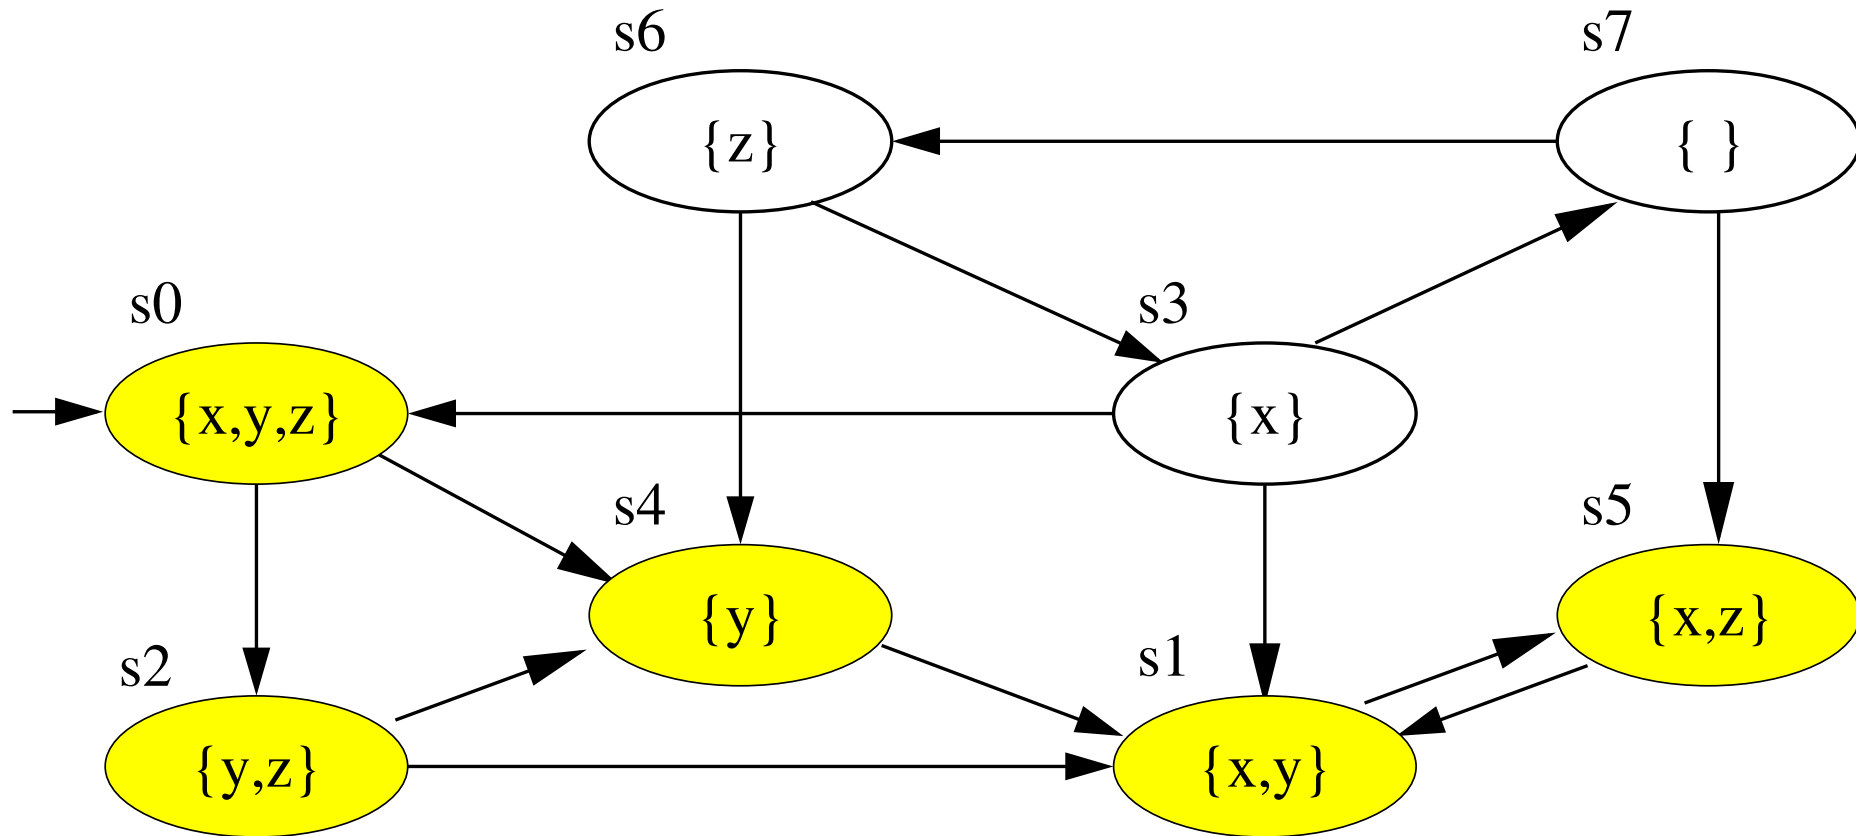 s6
s7
{z}
{ }
s0
s3
{x,y,z}
{x}
s4
s5
{y}
{x,z}
s2
s1
{y,z}
{x,y}